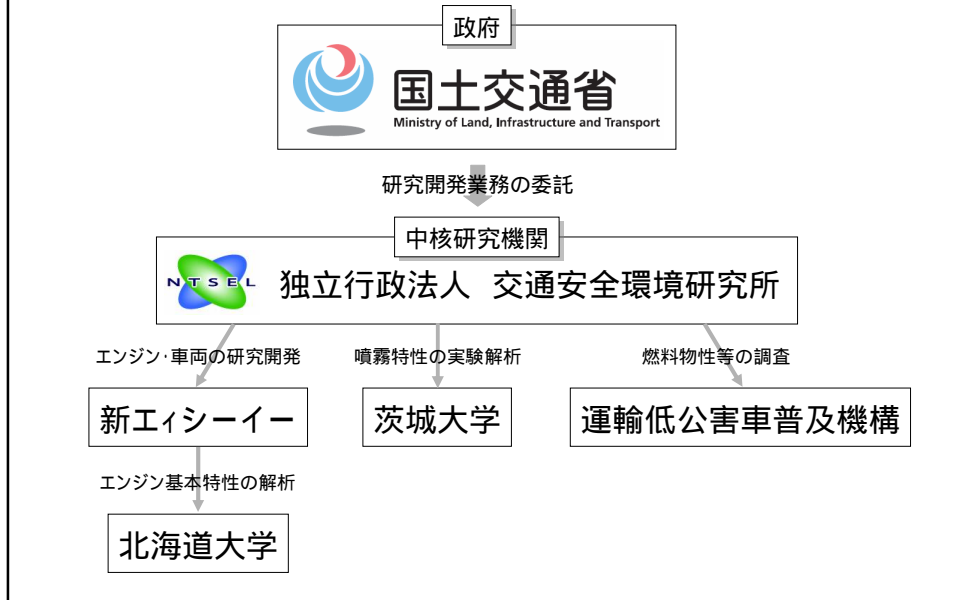 政府
国土交通省
Ministry of Land, Infrastructure and Transport
研究開発業務の委託
中核研究機関
NTSEL
独立行政法人 交通安全環境研究所
エンジン・車両の研究開発
噴霧特性の実験解析
燃料物性等の調査
新エィシーイー
茨城大学
運輸低公害車普及機構
エンジン基本特性の解析
北海道大学